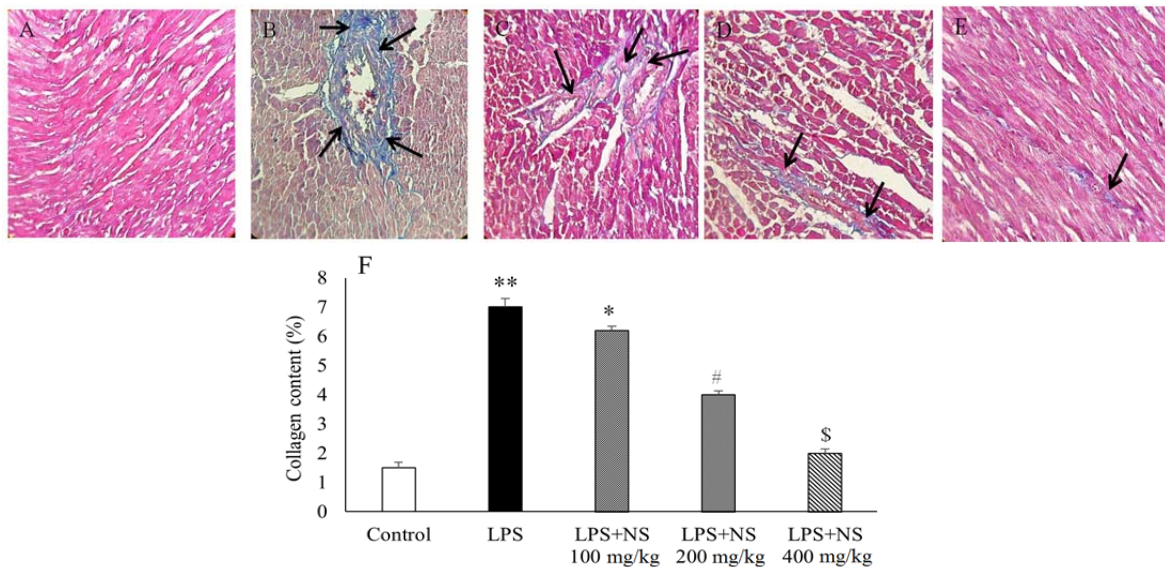 A
B
C
D
E
F
Collagen content (%)
8
7
6
5
4
3
2
1
0
**
*
#
$
Control
LPS
LPS+NS
100 mg/kg
LPS+NS
200 mg/kg
LPS+NS
400 mg/kg